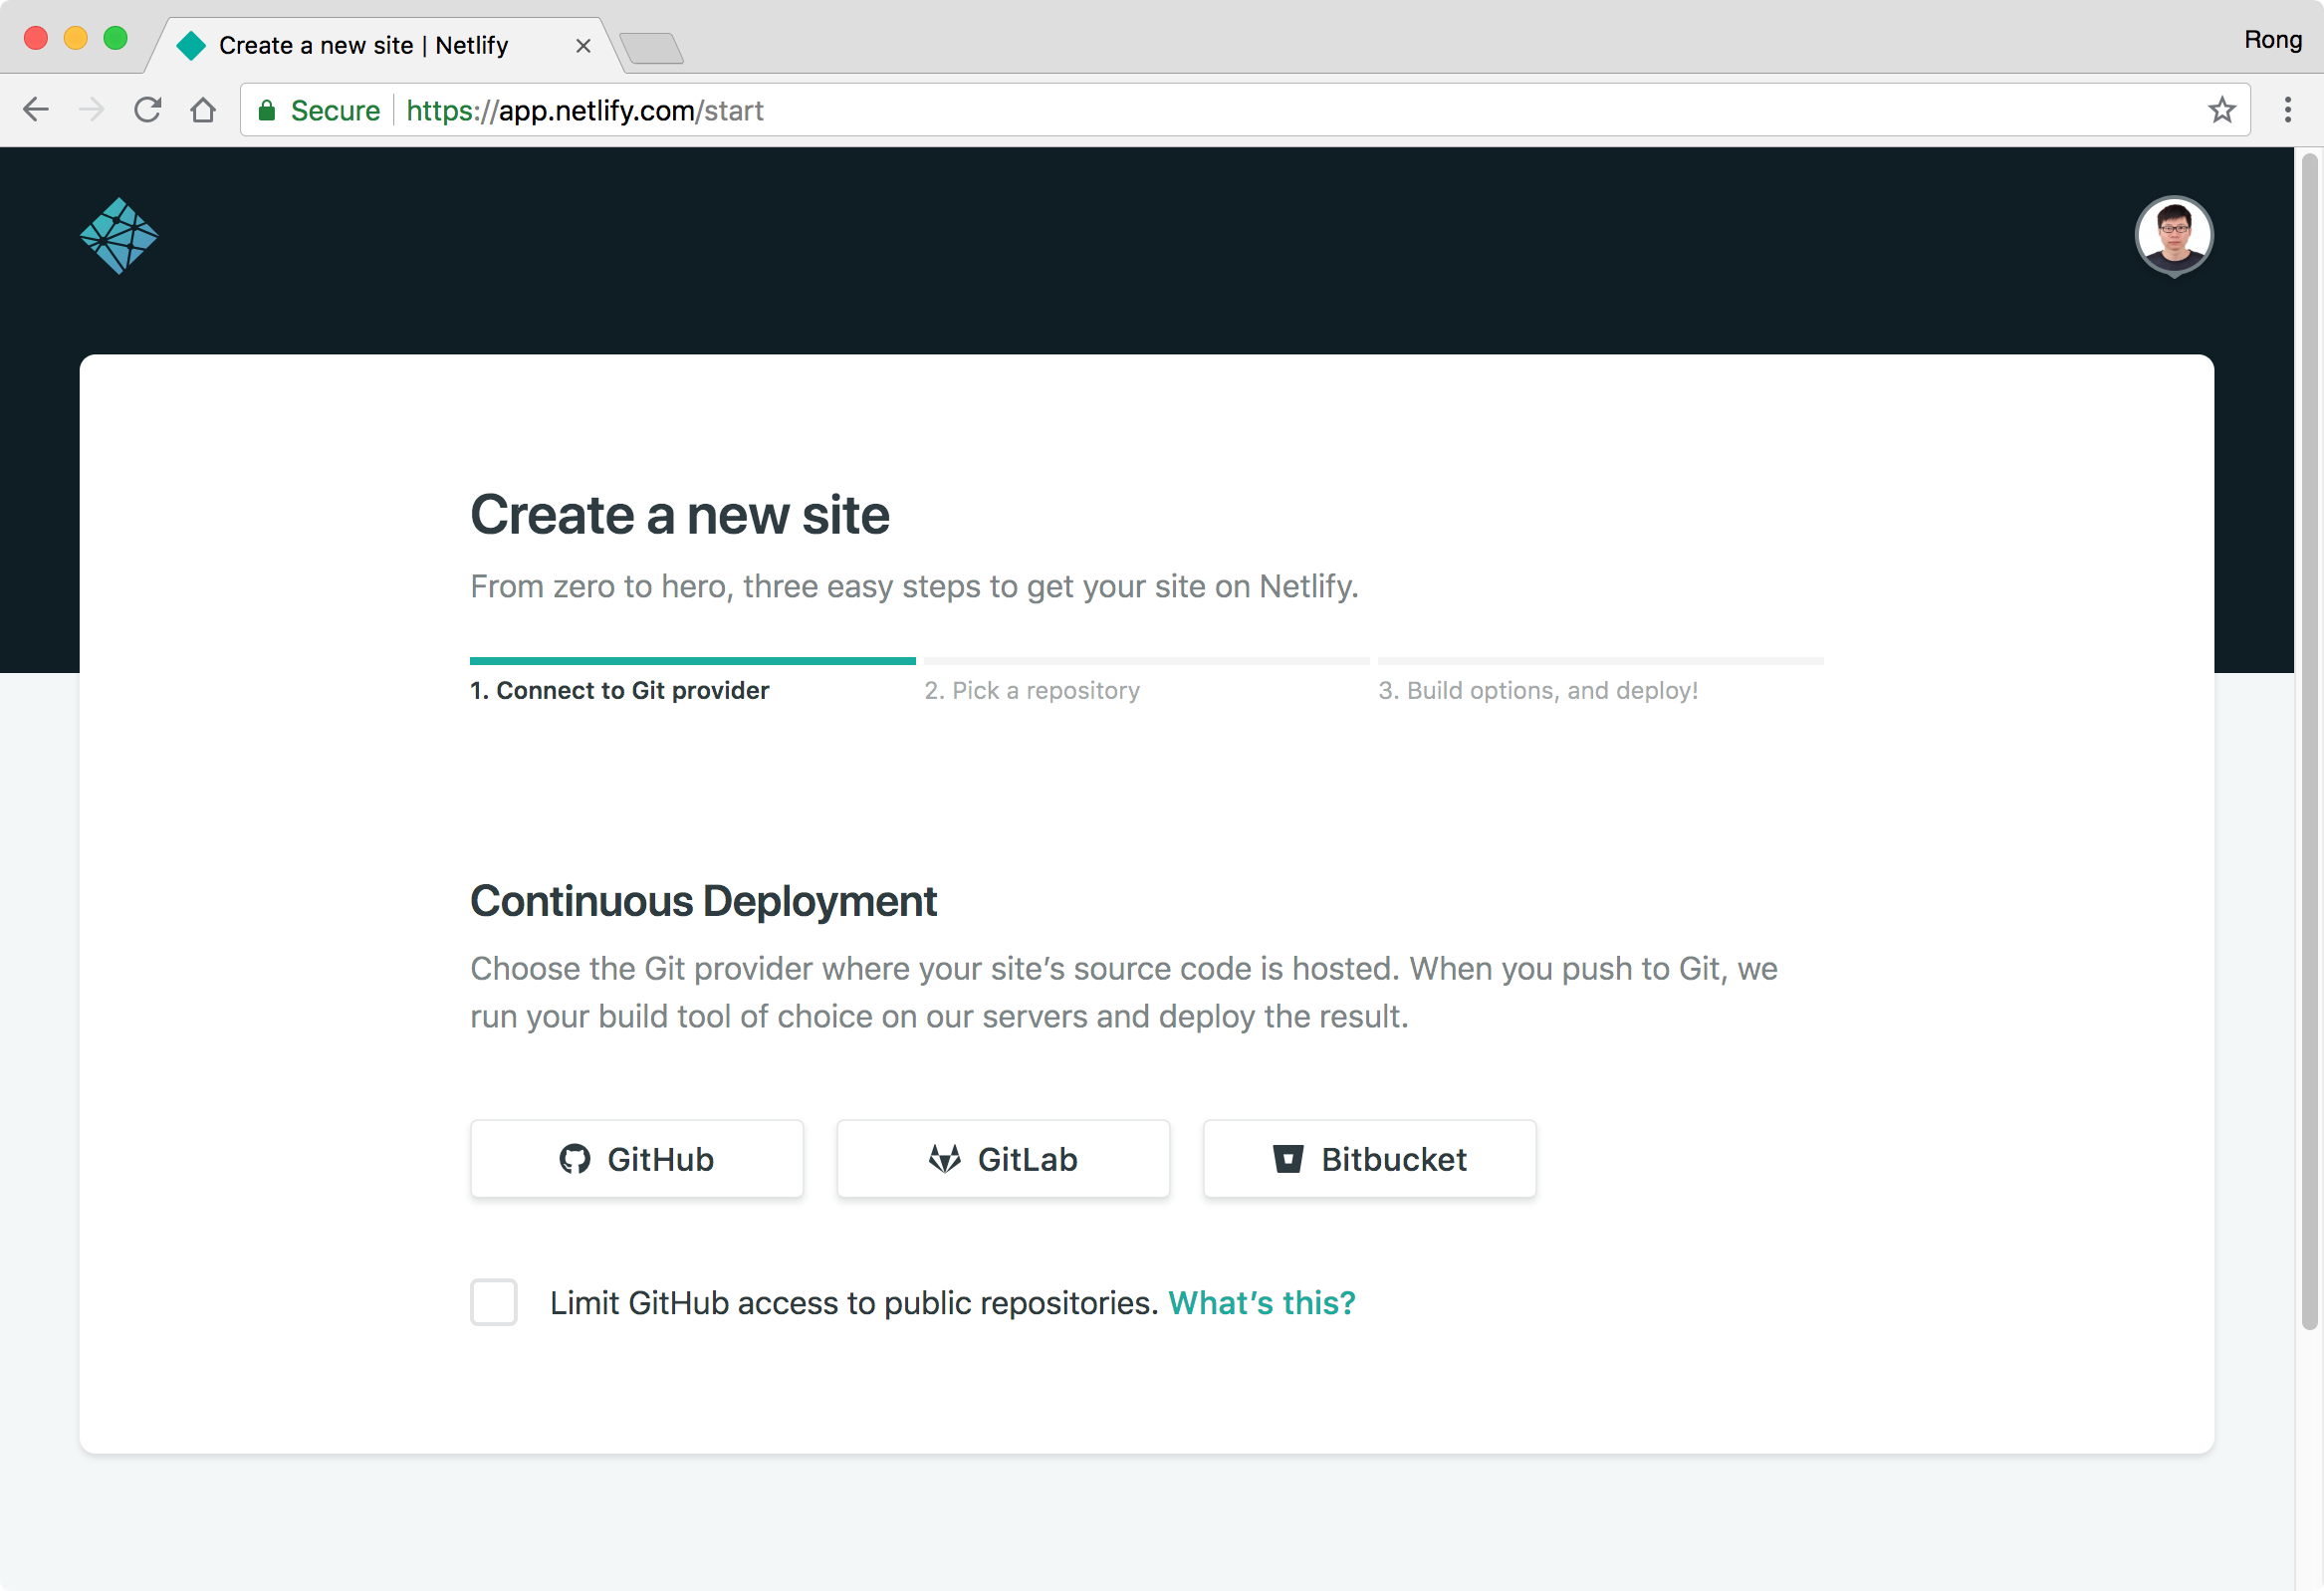 Create a new site | Netlify
Rong
Secure https://app.netlify.com/start
Create a new site
From zero to hero, three easy steps to get your site on Netlify.
1. Connect to Git provider
2. Pick a repository
3. Build options, and deploy!
Continuous Deployment
Choose the Git provider where your site’s source code is hosted. When you push to Git, we
run your build tool of choice on our servers and deploy the result.
GitHub
GitLab
Bitbucket
Limit GitHub access to public repositories. What’s this?